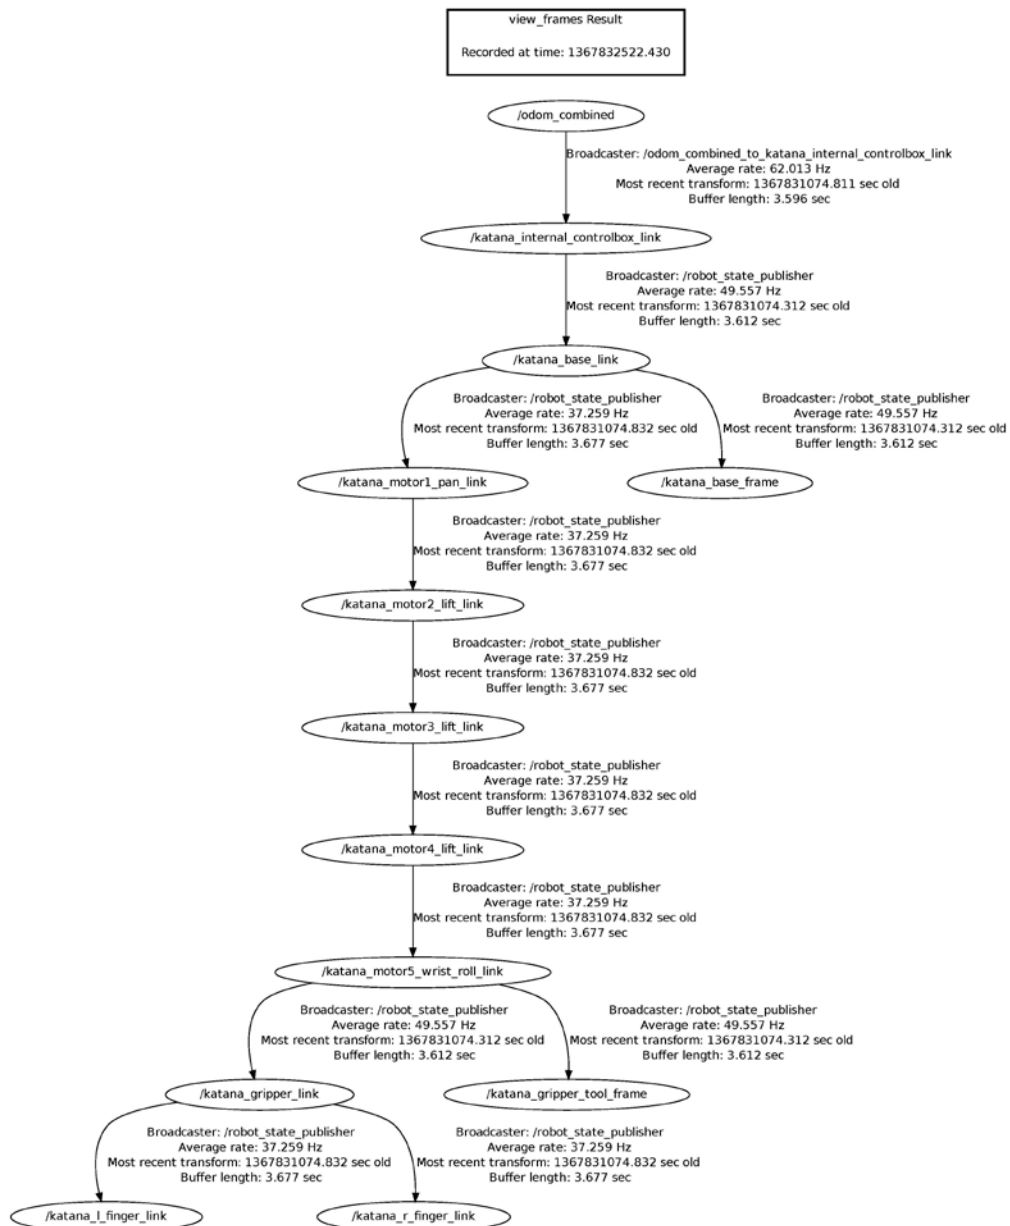 view_frames Result
Recorded at time: 1367832522.430
/odom_combined
Broadcaster: /odom_combined_to_katana_internal_controlbox_link
Average rate: 62.013 Hz
Most recent transform: 1367831074.811 sec old
Buffer length: 3.596 sec
/katana_internal_controlbox_link
Broadcaster: /robot_state_publisher
Average rate: 49.557 Hz
Most recent transform: 1367831074.312 sec old
Buffer length: 3.612 sec
/katana_base_link
Broadcaster: /robot_state_publisher
Average rate: 37.259 Hz
Most recent transform: 1367831074.832 sec old
Buffer length: 3.677 sec
Broadcaster: /robot_state_publisher
Average rate: 49.557 Hz
Most recent transform: 1367831074.312 sec old
Buffer length: 3.612 sec
/katana_motor1_pan_link
/katana_base_frame
Broadcaster: /robot_state_publisher
Average rate: 37.259 Hz
Most recent transform: 1367831074.832 sec old
Buffer length: 3.677 sec
/katana_motor2_lift_link
Broadcaster: /robot_state_publisher
Average rate: 37.259 Hz
Most recent transform: 1367831074.832 sec old
Buffer length: 3.677 sec
/katana_motor3_lift_link
Broadcaster: /robot_state_publisher
Average rate: 37.259 Hz
Most recent transform: 1367831074.832 sec old
Buffer length: 3.677 sec
/katana_motor4_lift_link
Broadcaster: /robot_state_publisher
Average rate: 37.259 Hz
Most recent transform: 1367831074.832 sec old
Buffer length: 3.677 sec
/katana_motor5_wrist_roll_link
Broadcaster: /robot_state_publisher
Average rate: 49.557 Hz
Most recent transform: 1367831074.312 sec old
Buffer length: 3.612 sec
Broadcaster: /robot_state_publisher
Average rate: 49.557 Hz
Most recent transform: 1367831074.312 sec old
Buffer length: 3.612 sec
/katana_gripper_link
/katana_gripper_tool_frame
Broadcaster: /robot_state_publisher
Average rate: 37.259 Hz
Most recent transform: 1367831074.832 sec old
Buffer length: 3.677 sec
Broadcaster: /robot_state_publisher
Average rate: 37.259 Hz
Most recent transform: 1367831074.832 sec old
Buffer length: 3.677 sec
/katana_l_finger_link
/katana_r_finger_link